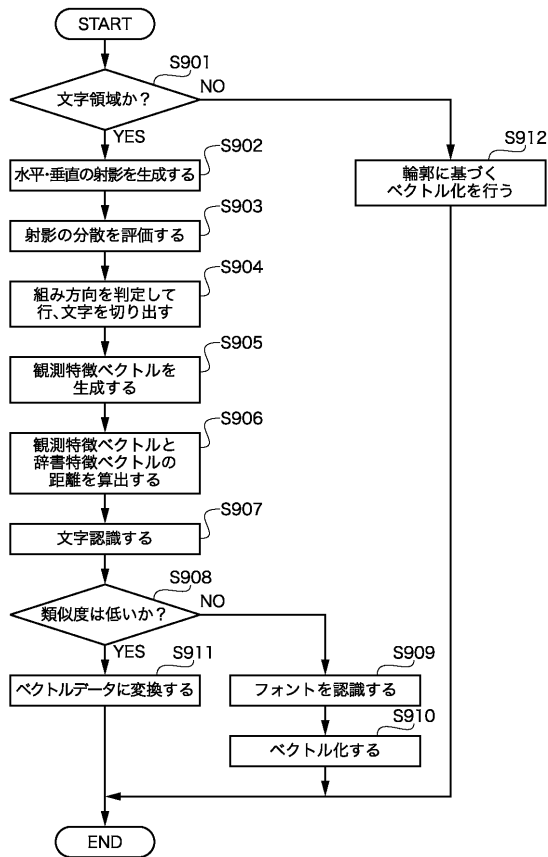 START
S901
文字領域か?
NO
YES
S902
水平・垂直の射影を生成する
S912
輪郭に基づく
ベクトル化を行う
S903
射影の分散を評価する
S904
組み方向を判定して
行、文字を切り出す
S905
観測特徴ベクトルを
生成する
S906
観測特徴ベクトルと
辞書特徴ベクトルの
距離を算出する
S907
文字認識する
S908
類似度は低いか?
NO
YES
S911
ベクトルデータに変換する
S909
フォントを認識する
S910
ベクトル化する
END